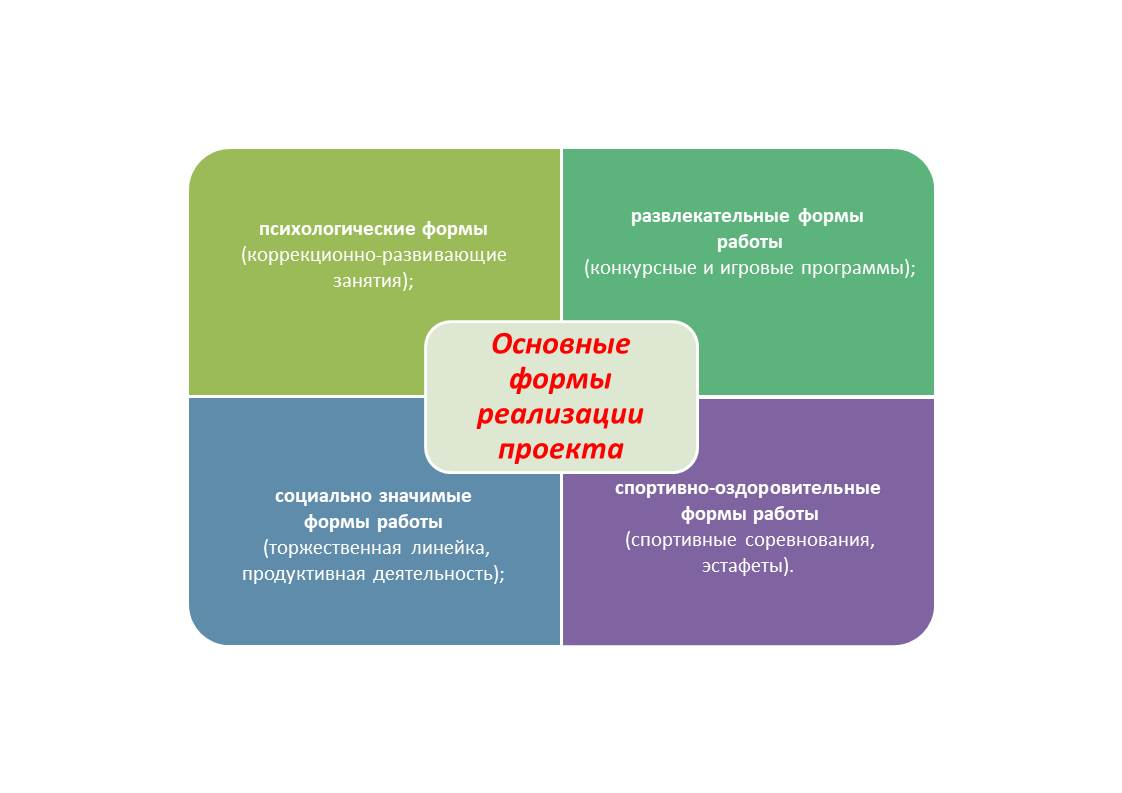 психологические формы
(коррекционно-развивающие
занятия);
развлекательные формы
работы
(конкурсные и игровые программы);
Основные
формы
реализации
проекта
социально значимые
формы работы
(торжественная линейка,
продуктивная деятельность);
спортивно-оздоровительные
формы работы
(спортивные соревнования,
эстафеты).